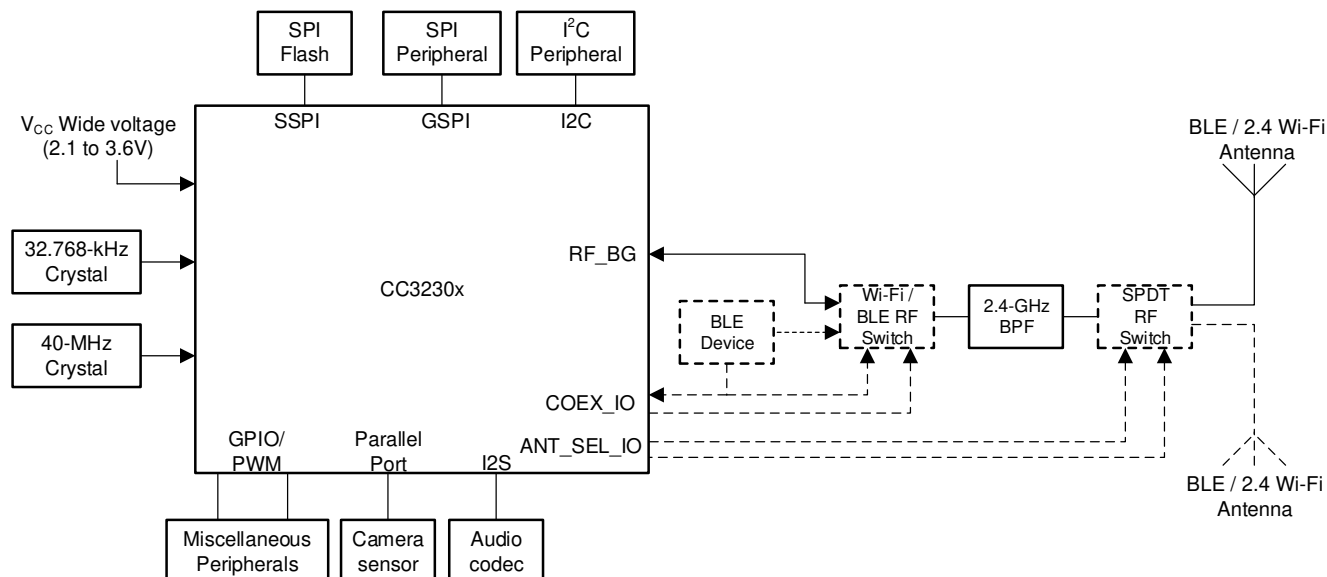 SPI
Flash
SPI
Peripheral
I²C
Peripheral
SSPI
GSPI
I2C
V_CC Wide voltage
(2.1 to 3.6V)
BLE / 2.4 Wi-Fi
Antenna
32.768-kHz
Crystal
RF_BG
CC3230x
40-MHz
Crystal
BLE
Device
Wi-Fi /
BLE RF
Switch
2.4-GHz
BPF
SPDT
RF
Switch
COEX_IO
ANT_SEL_IO
GPIO/
PWM
Parallel
Port
I2S
BLE / 2.4 Wi-Fi
Antenna
Miscellaneous
Peripherals
Camera
sensor
Audio
codec